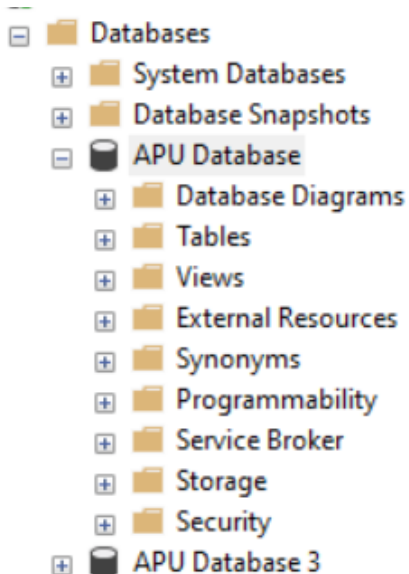 Databases
System Databases
Database Snapshots
APU Database
Database Diagrams
Tables
Views
External Resources
Synonyms
Programmability
Service Broker
Storage
Security
APU Database 3